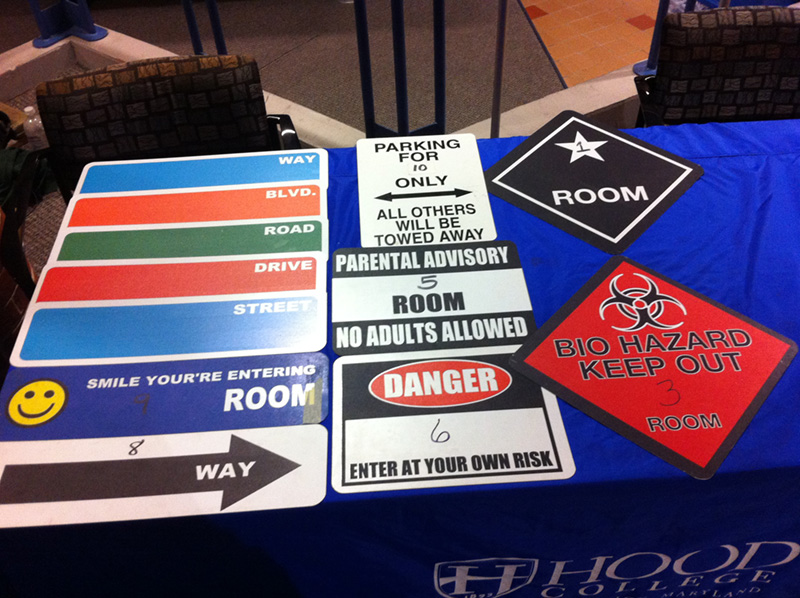 WAY
BLVD.
ROAD
DRIVE
STREET
SMILE YOUR'RE ENTERING
ROOM
8
WAY
PARKING
FOR
10
ONLY
ALL OTHERS
WILL BE
TOWED AWAY
PARENTAL ADVISORY
5
ROOM
NO ADULTS ALLOWED
DANGER
6
ENTER AT YOUR OWN RISK
1
ROOM
BIO HAZARD
KEEP OUT
3
ROOM
HOOD
COLLEGE
MARYLAND